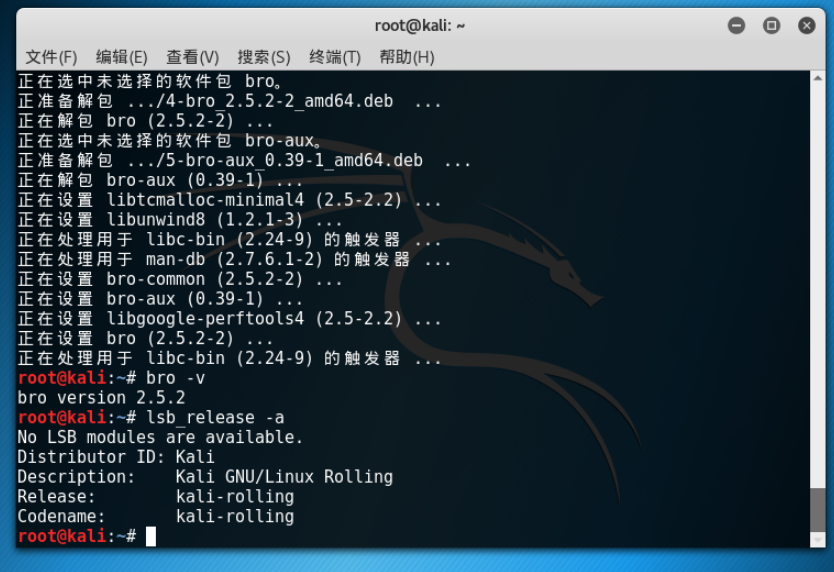 root@kali: ~
文件(F) 编辑(E) 查看(V) 搜索(S) 终端(T) 帮助(H)
正在选中未选择的软件包 bro。
正准备解包 .../4-bro_2.5.2-2_amd64.deb  ...
正在解包 bro (2.5.2-2) ...
正在选中未选择的软件包 bro-aux。
正准备解包 .../5-bro-aux_0.39-1_amd64.deb  ...
正在解包 bro-aux (0.39-1) ...
正在设置 libtcmalloc-minimal4 (2.5-2.2) ...
正在设置 libunwind8 (1.2.1-3) ...
正在处理用于 libc-bin (2.24-9) 的触发器 ...
正在处理用于 man-db (2.7.6.1-2) 的触发器 ...
正在设置 bro-common (2.5.2-2) ...
正在设置 bro-aux (0.39-1) ...
正在设置 libgoogle-perftools4 (2.5-2.2) ...
正在设置 bro (2.5.2-2) ...
正在处理用于 libc-bin (2.24-9) 的触发器 ...
root@kali:~# bro -v
bro version 2.5.2
root@kali:~# lsb_release -a
No LSB modules are available.
Distributor ID: Kali
Description:    Kali GNU/Linux Rolling
Release:        kali-rolling
Codename:       kali-rolling
root@kali:~#